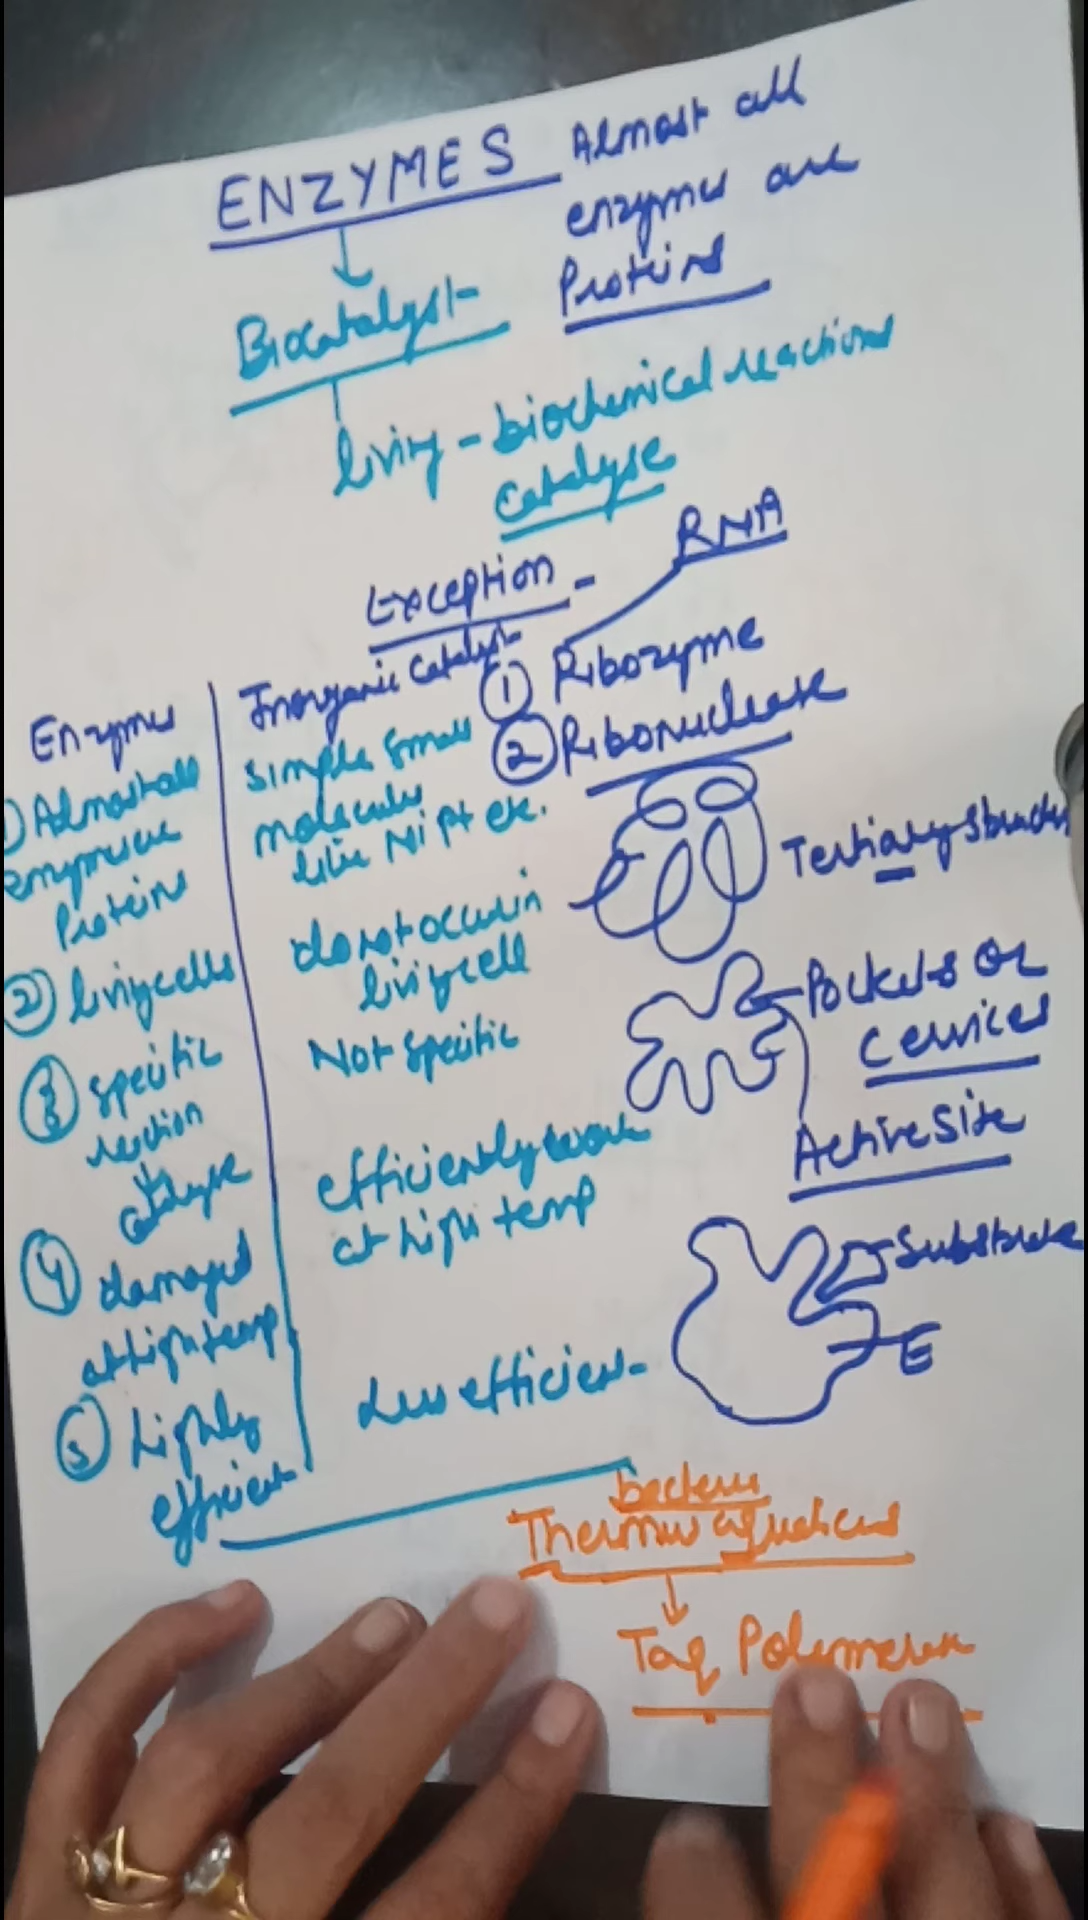 ENZYMES
Almost all
enzymes are
Proteins
Biocatalyst
living - biochemical reactions
catalyse
Exception -
RNA
① Ribozyme
② Ribonuclease
Enzymes
1) Almost all
enzymes are
Proteins
② living cells
③ specific
reaction
catalyse
④ damaged
at high temp
⑤ highly
efficient
Inorganic Catalyst
simple small
molecules
like Ni Pt etc.
do not occur in
living cell
Not specific
efficiently work
at high temp
Less efficient
Tertiary structure
Pockets or
cervices
Active Site
Substrate
E
bacteria
Thermus aquaticus
Taq Polymerase